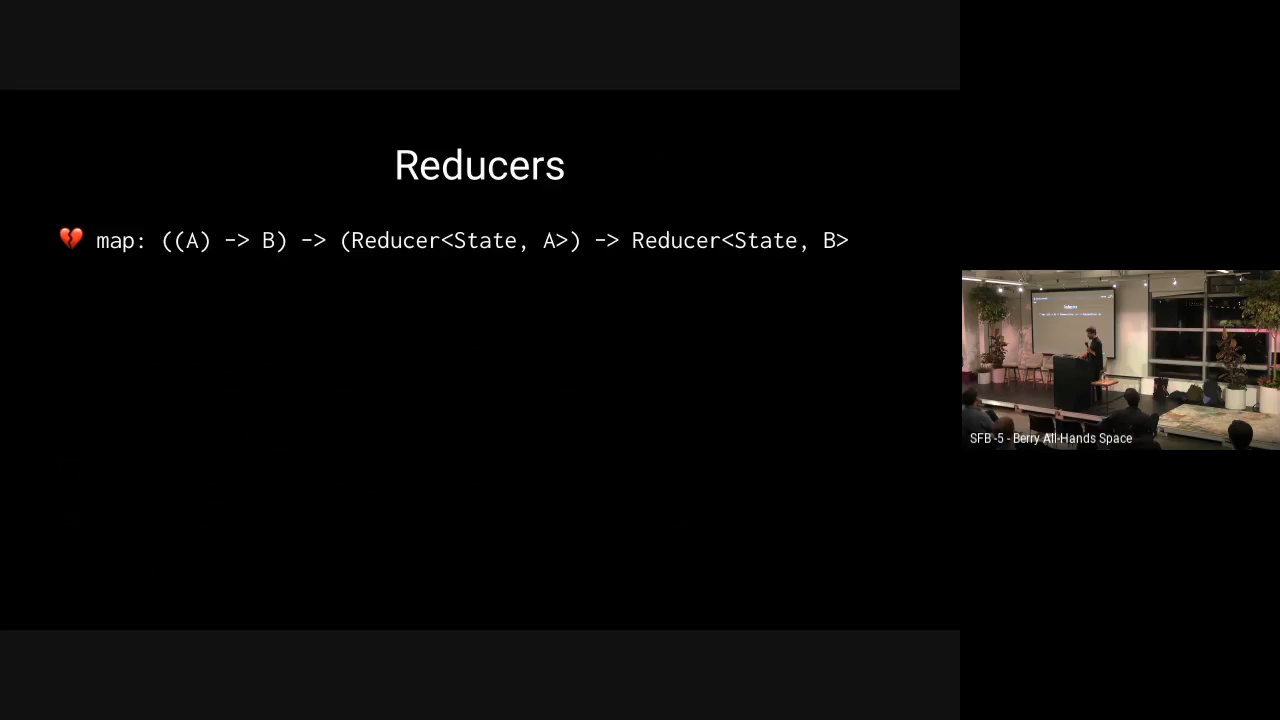 Reducers
💔 map: ((A) -> B) -> (Reducer<State, A>) -> Reducer<State, B>
SFB -5 - Berry All-Hands Space